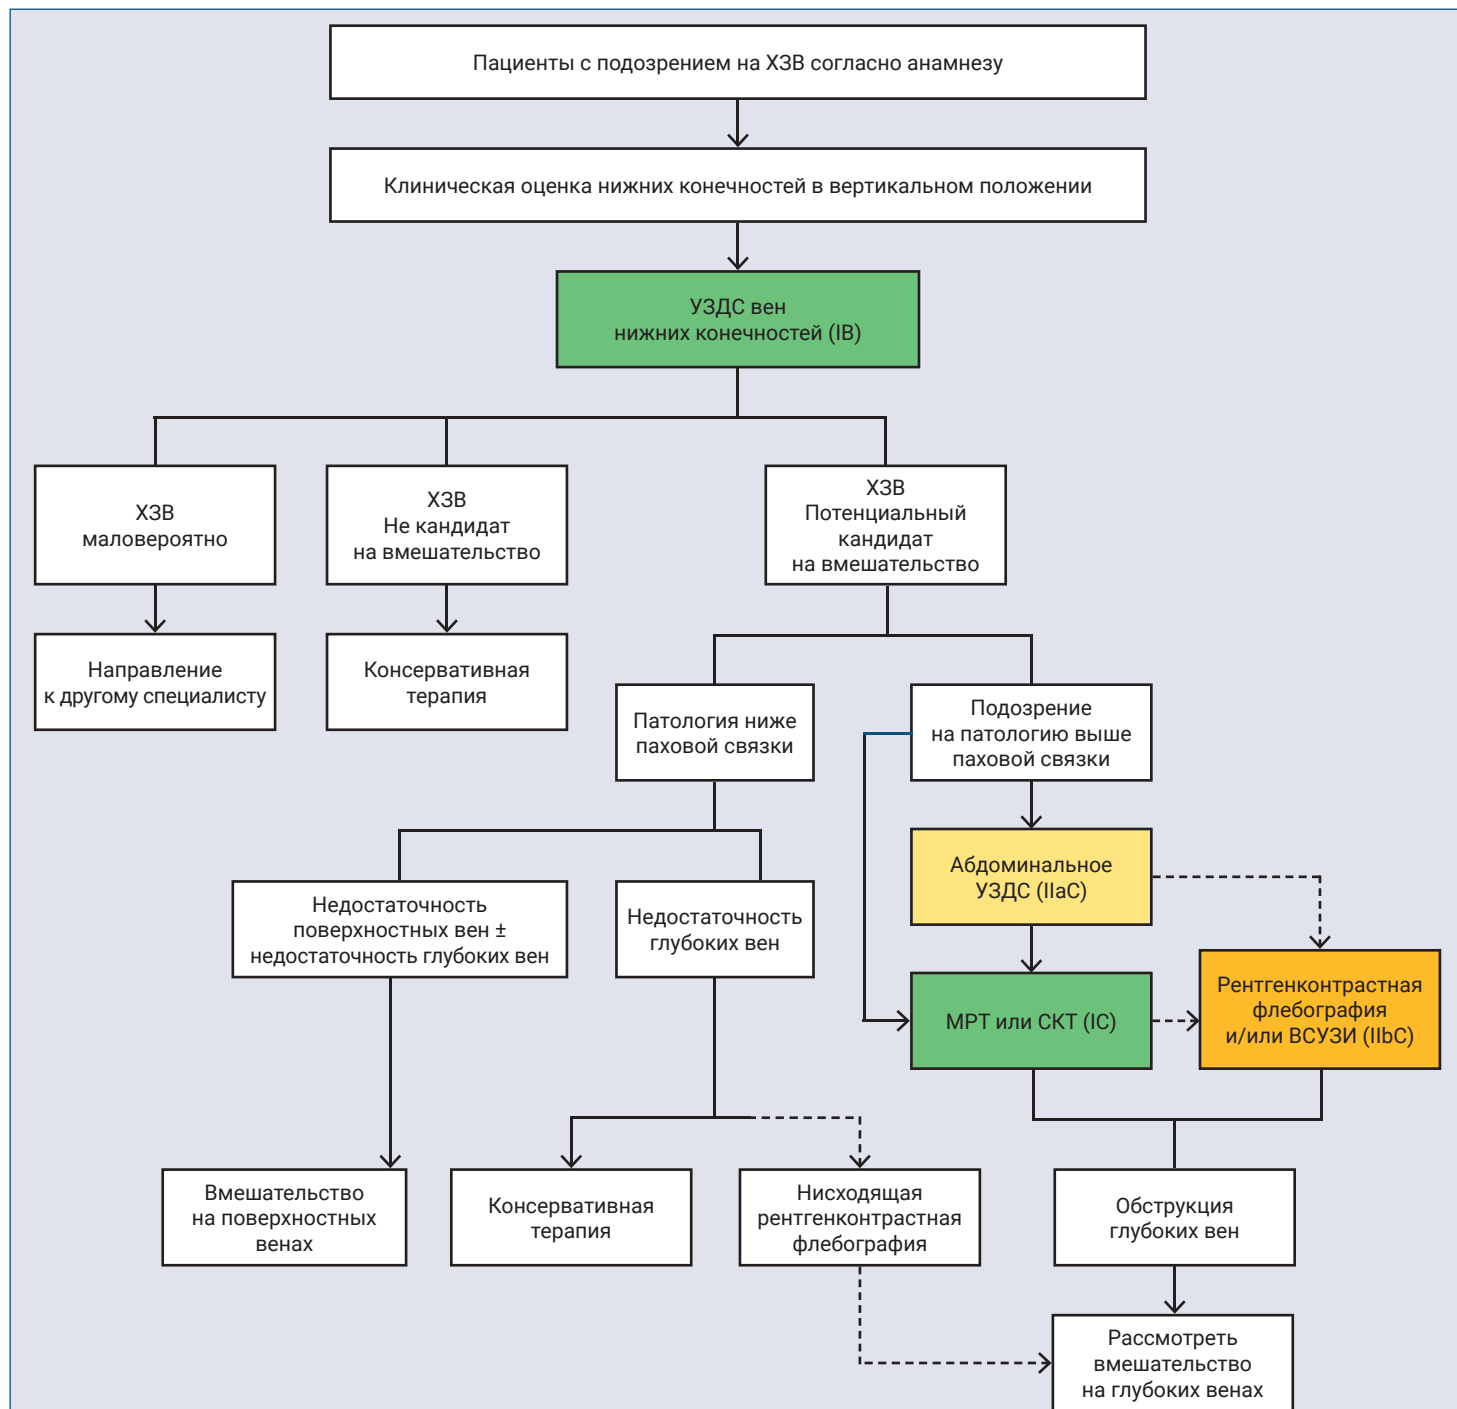 Пациенты с подозрением на ХЗВ согласно анамнезу
Клиническая оценка нижних конечностей в вертикальном положении
УЗДС вен
нижних конечностей (IB)
ХЗВ
маловероятно
ХЗВ
Не кандидат
на вмешательство
ХЗВ
Потенциальный
кандидат
на вмешательство
Направление
к другому специалисту
Консервативная
терапия
Патология ниже
паховой связки
Подозрение
на патологию выше
паховой связки
Абдоминальное
УЗДС (IIaC)
Недостаточность
поверхностных вен ±
недостаточность глубоких вен
Недостаточность
глубоких вен
МРТ или СКТ (IC)
Рентгенконтрастная
флебография
и/или ВСУЗИ (IIbC)
Вмешательство
на поверхностных
венах
Консервативная
терапия
Нисходящая
рентгенконтрастная
флебография
Обструкция
глубоких вен
Рассмотреть
вмешательство
на глубоких венах